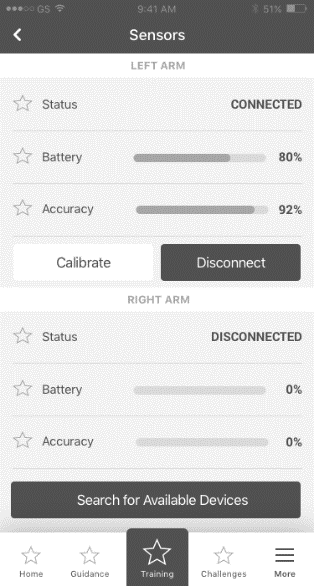 GS 9:41 AM 51%
Sensors
LEFT ARM
Status CONNECTED
Battery 80%
Accuracy 92%
Calibrate Disconnect
RIGHT ARM
Status DISCONNECTED
Battery 0%
Accuracy 0%
Search for Available Devices
Home Guidance Training Challenges More